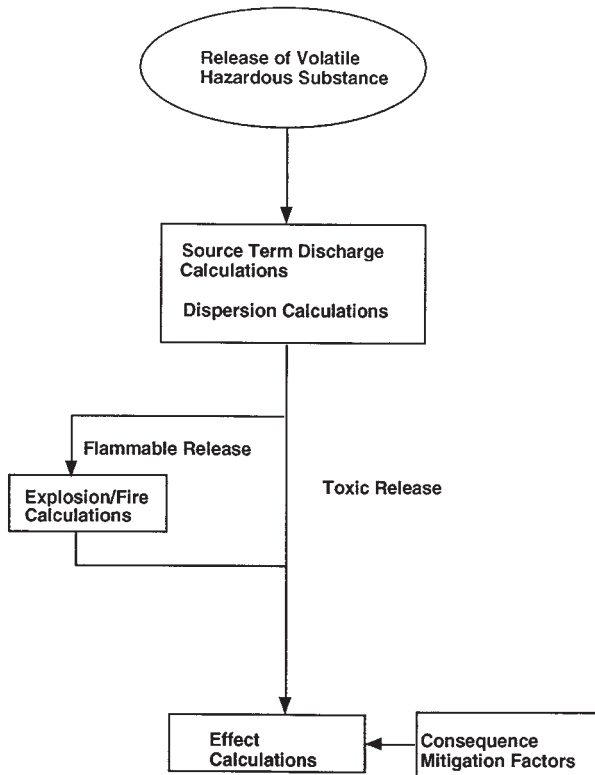 Release of Volatile
Hazardous Substance
Source Term Discharge
Calculations
Dispersion Calculations
Flammable Release
Explosion/Fire
Calculations
Toxic Release
Effect
Calculations
Consequence
Mitigation Factors